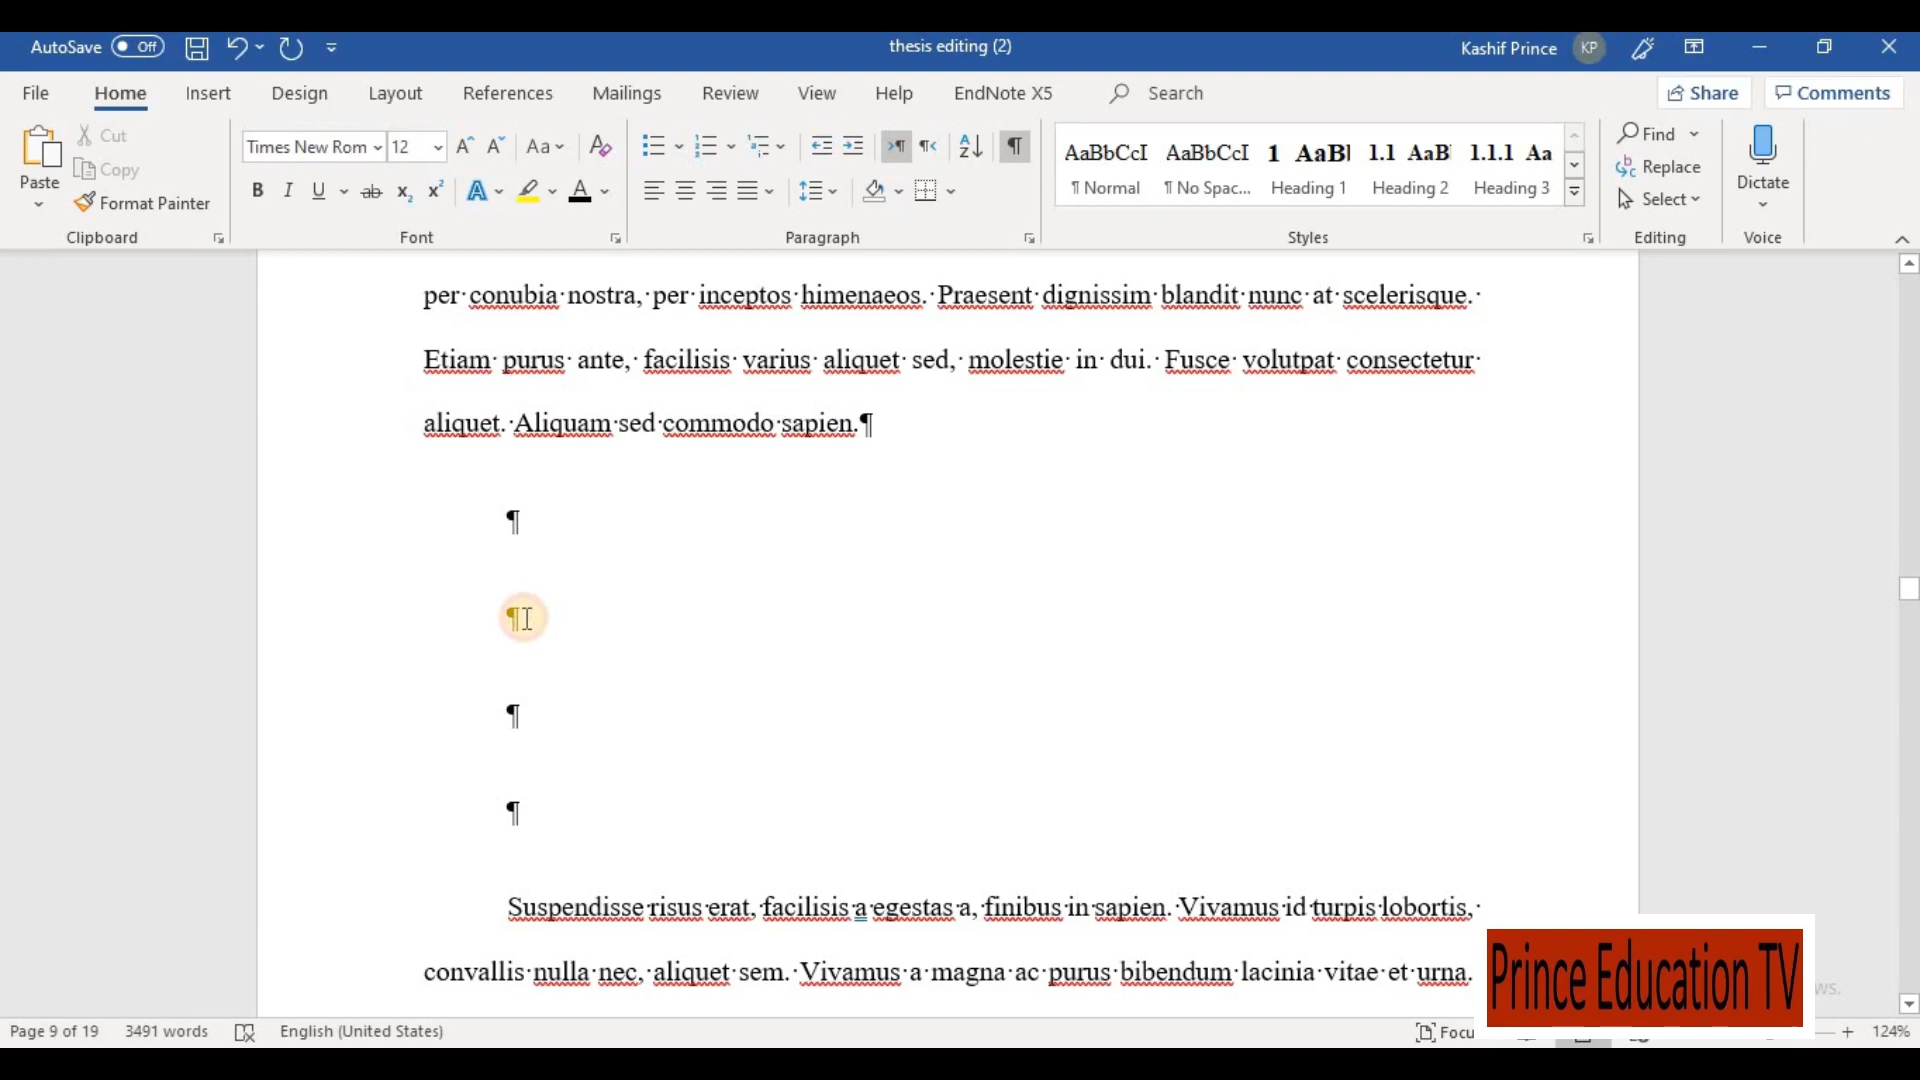 AutoSave Off
thesis editing (2)
Kashif Prince KP
File Home Insert Design Layout References Mailings Review View Help EndNote X5 Search
Share Comments
Paste
Cut
Copy
Format Painter
Clipboard
Times New Rom 12
Font
Paragraph
AaBbCcI AaBbCcI 1 AaBl 1.1 AaB 1.1.1 Aa
¶ Normal ¶ No Spac... Heading 1 Heading 2 Heading 3
Styles
Find
Replace
Select
Editing
Dictate
Voice
per conubia nostra, per inceptos himenaeos. Praesent dignissim blandit nunc at scelerisque.
Etiam purus ante, facilisis varius aliquet sed, molestie in dui. Fusce volutpat consectetur
aliquet. Aliquam sed commodo sapien.¶
¶
¶
¶
¶
Suspendisse risus erat, facilisis a egestas a, finibus in sapien. Vivamus id turpis lobortis,
convallis nulla nec, aliquet sem. Vivamus a magna ac purus bibendum lacinia vitae et urna.
Prince Education TV
Page 9 of 19 3491 words English (United States)
Focu
124%